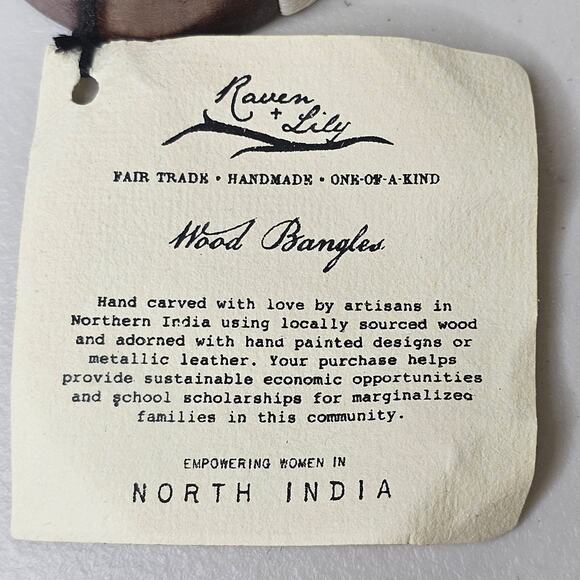 Raven
+ Lily
FAIR TRADE • HANDMADE • ONE-OF-A-KIND
Wood Bangles
Hand carved with love by artisans in
Northern India using locally sourced wood
and adorned with hand painted designs or
metallic leather. Your purchase helps
provide sustainable economic opportunities
and school scholarships for marginalized
families in this community.
EMPOWERING WOMEN IN
NORTH INDIA